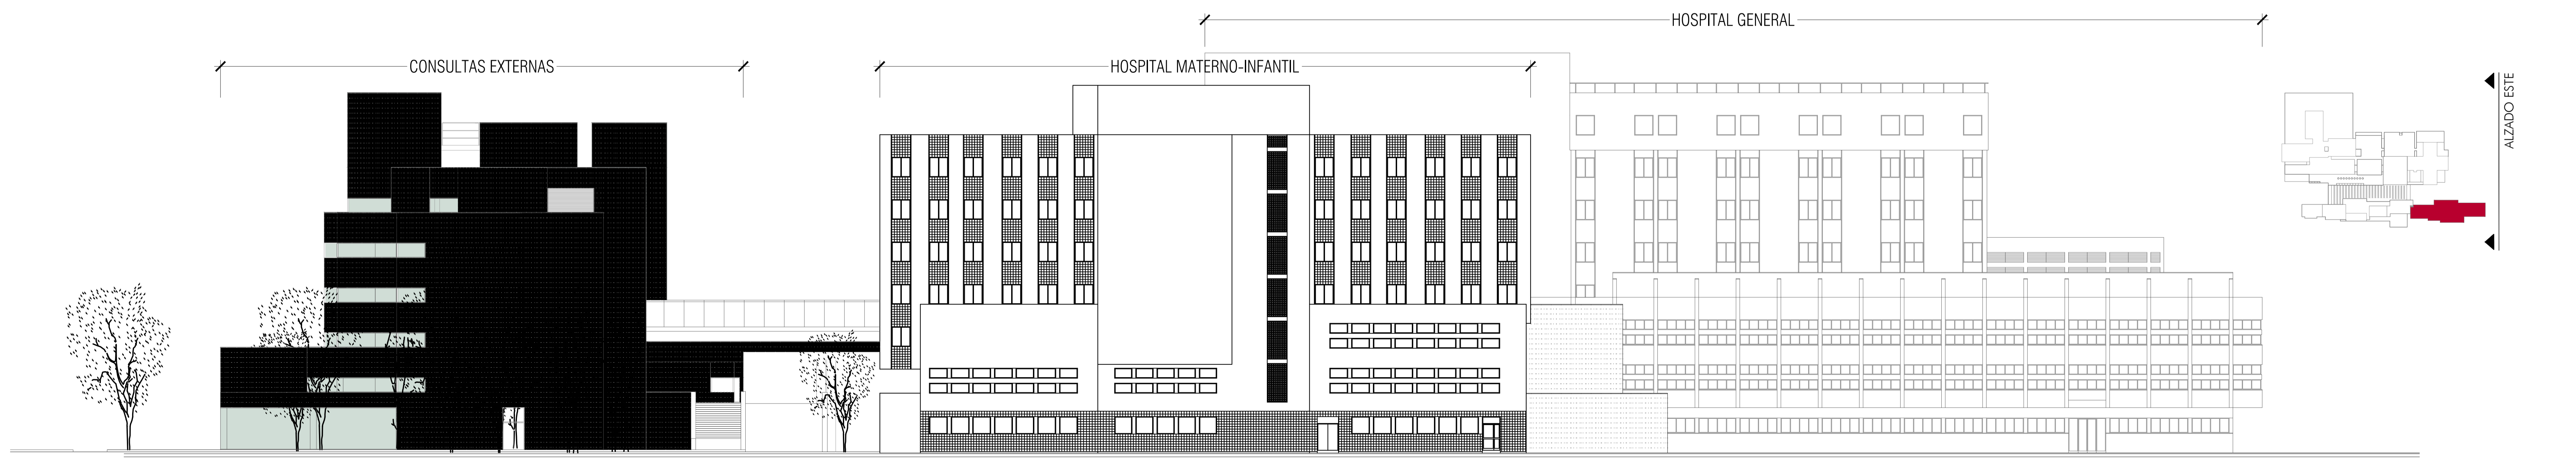 HOSPITAL GENERAL
CONSULTAS EXTERNAS
HOSPITAL MATERNO-INFANTIL
ALZADO ESTE